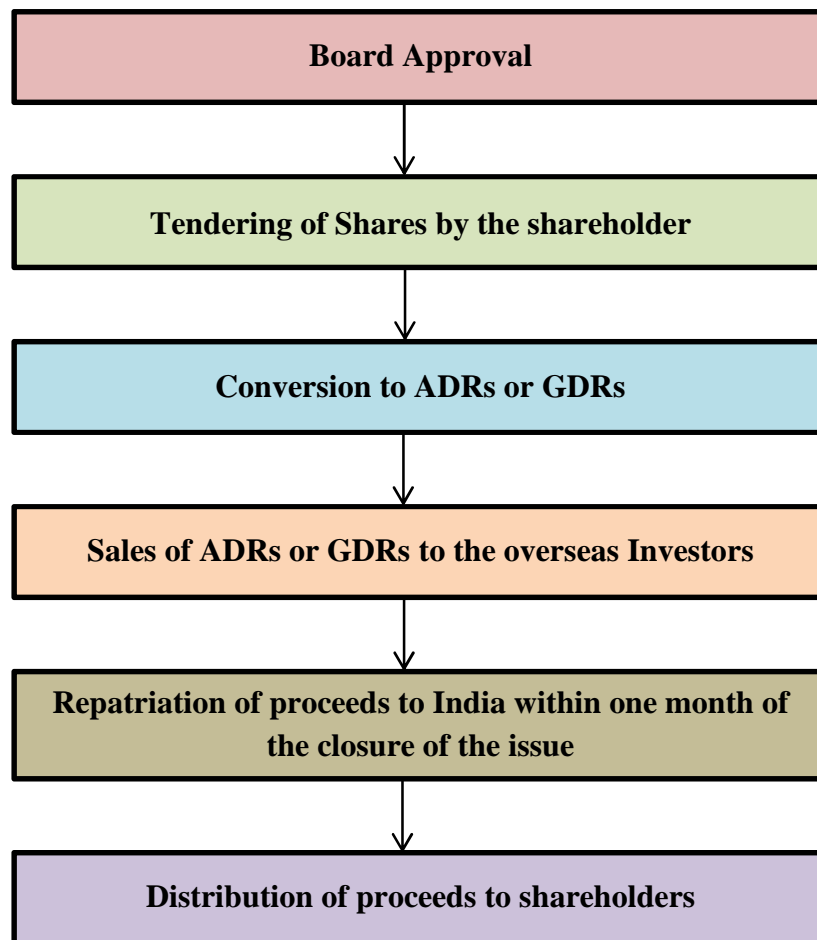 Board Approval
Tendering of Shares by the shareholder
Conversion to ADRs or GDRs
Sales of ADRs or GDRs to the overseas Investors
Repatriation of proceeds to India within one month of
the closure of the issue
Distribution of proceeds to shareholders